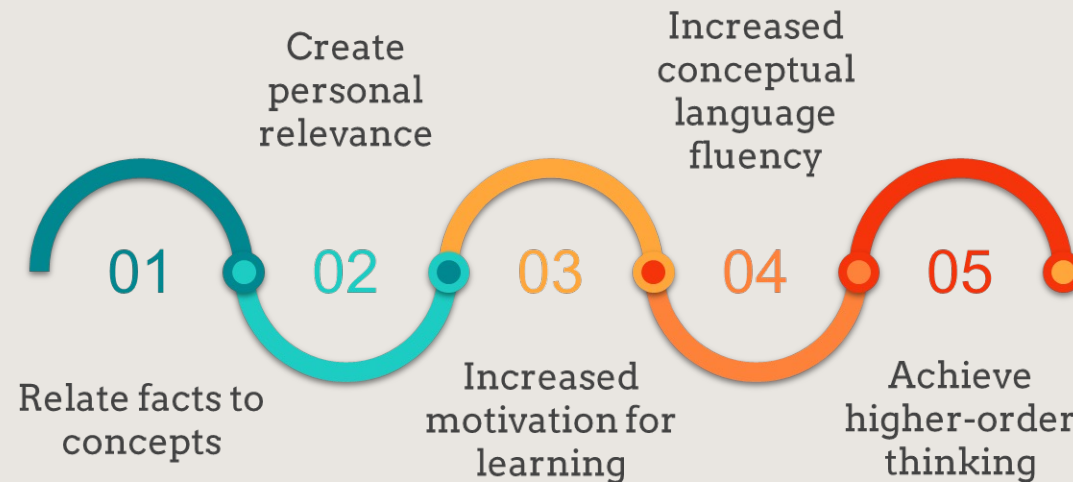 01
Relate facts to
concepts
02
Create
personal
relevance
03
Increased
motivation for
learning
04
Increased
conceptual
language
fluency
05
Achieve
higher-order
thinking